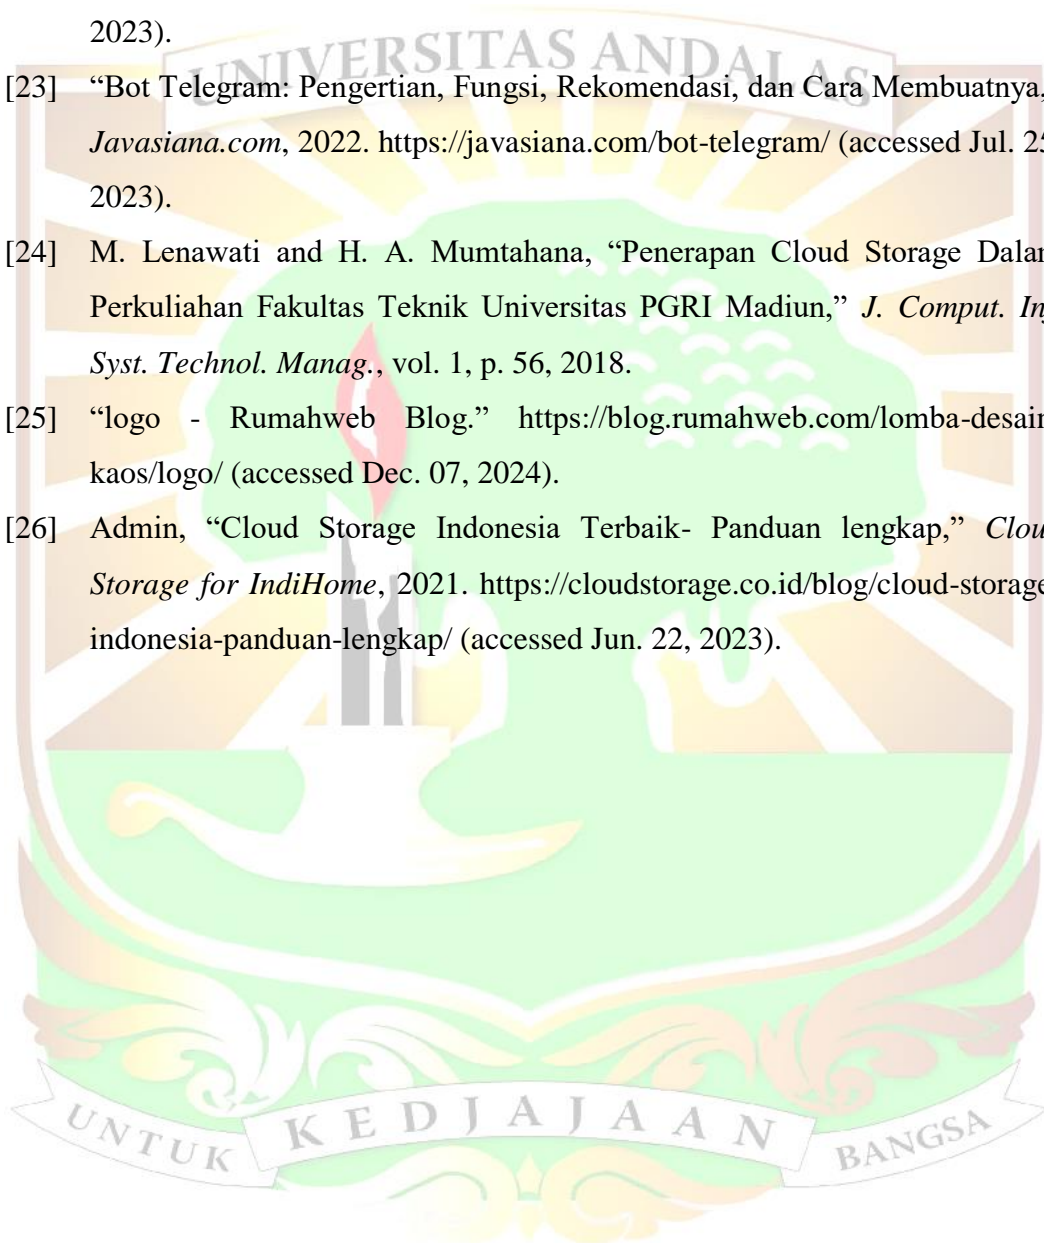 2023).
UNIVERSITAS ANDALAS
[23] “Bot Telegram: Pengertian, Fungsi, Rekomendasi, dan Cara Membuatnya,
Javasiana.com, 2022. https://javasiana.com/bot-telegram/ (accessed Jul. 25
2023).
[24] M. Lenawati and H. A. Mumtahana, “Penerapan Cloud Storage Dalam
Perkuliahan Fakultas Teknik Universitas PGRI Madiun,” J. Comput. Inf
Syst. Technol. Manag., vol. 1, p. 56, 2018.
[25] “logo - Rumahweb Blog.” https://blog.rumahweb.com/lomba-desain
kaos/logo/ (accessed Dec. 07, 2024).
[26] Admin, “Cloud Storage Indonesia Terbaik- Panduan lengkap,” Clou
Storage for IndiHome, 2021. https://cloudstorage.co.id/blog/cloud-storage
indonesia-panduan-lengkap/ (accessed Jun. 22, 2023).
UNTUK KEDJAJAAN BANGSA